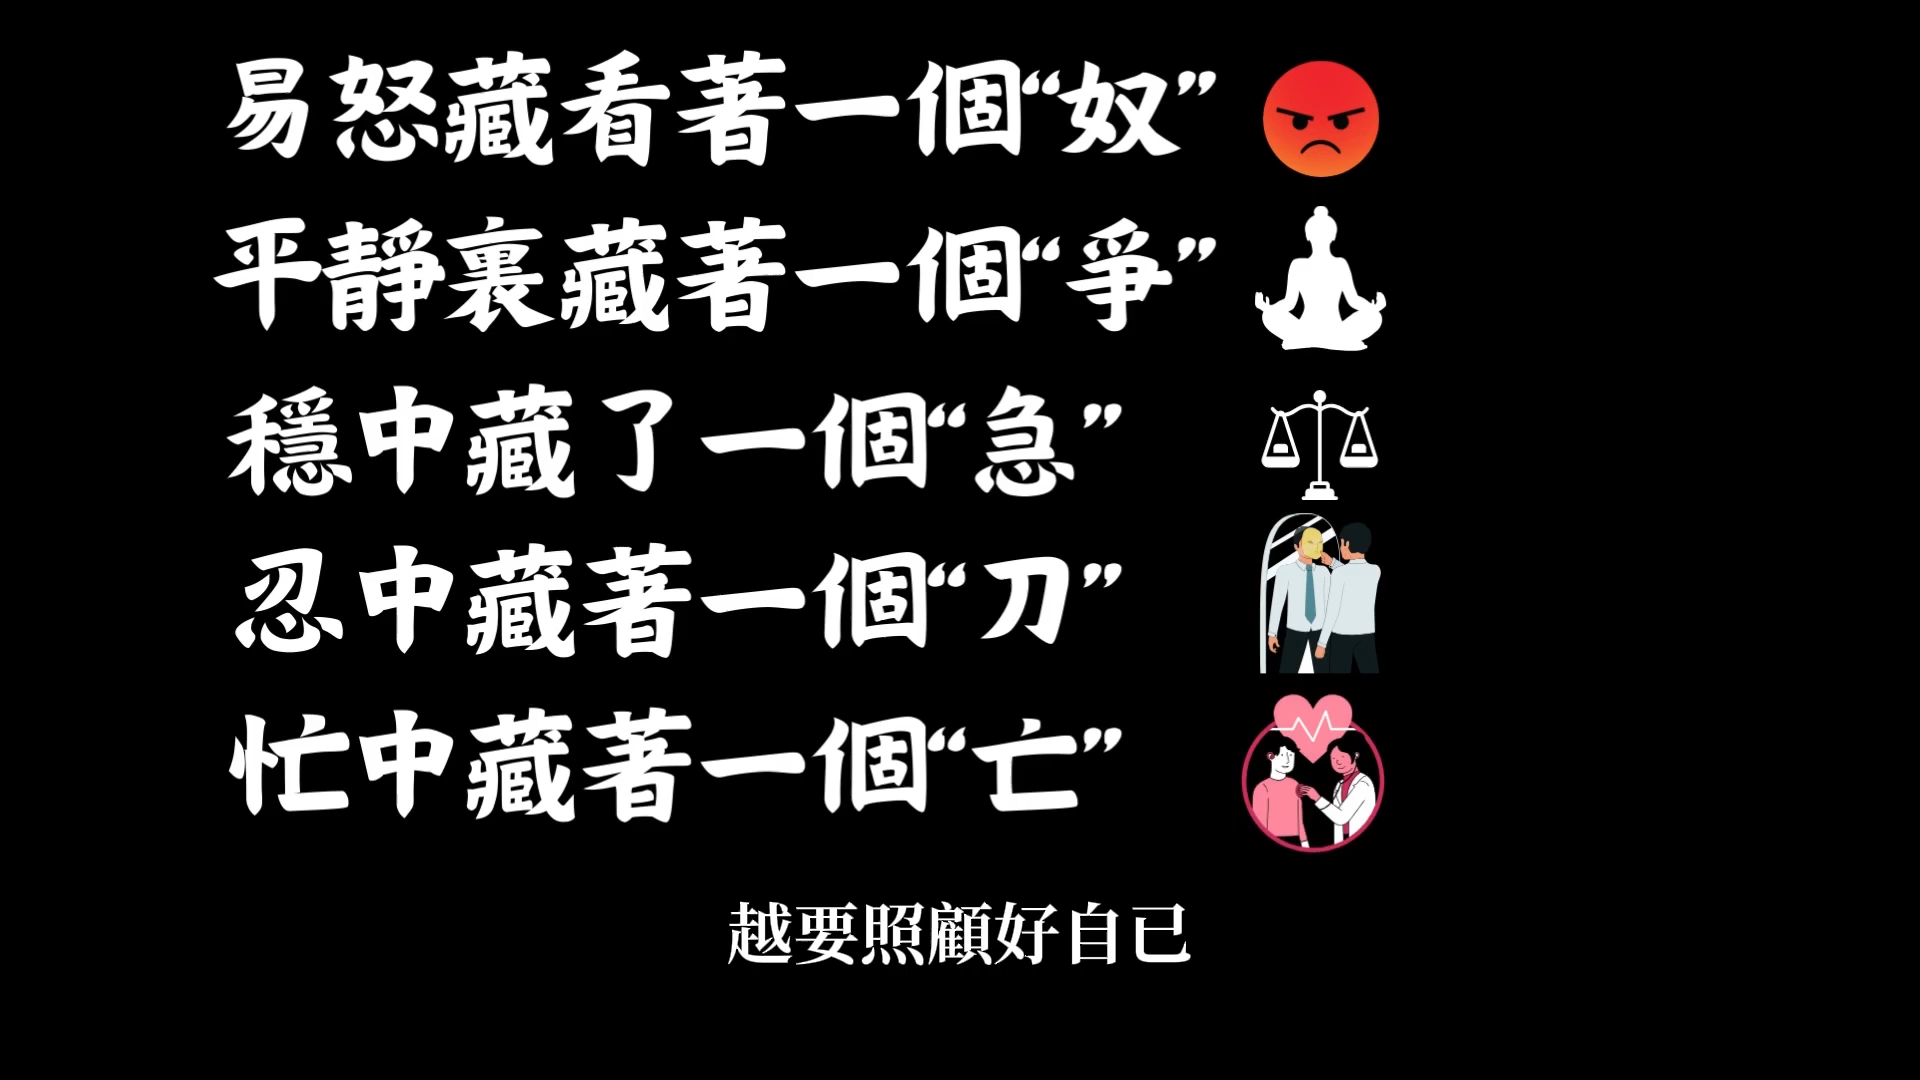 易怒藏看著一個“奴”
平靜裏藏著一個“爭”
穩中藏了一個“急”
忍中藏著一個“刀”
忙中藏著一個“亡”
越要照顧好自已